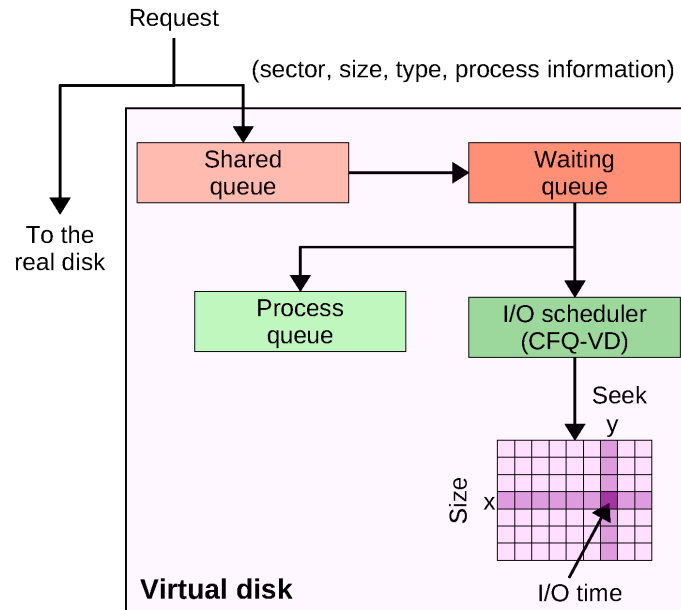 Request
(sector, size, type, process information)
Shared
queue
Waiting
queue
To the
real disk
Process
queue
I/O scheduler
(CFQ-VD)
Seek
y
Size
x
I/O time
Virtual disk